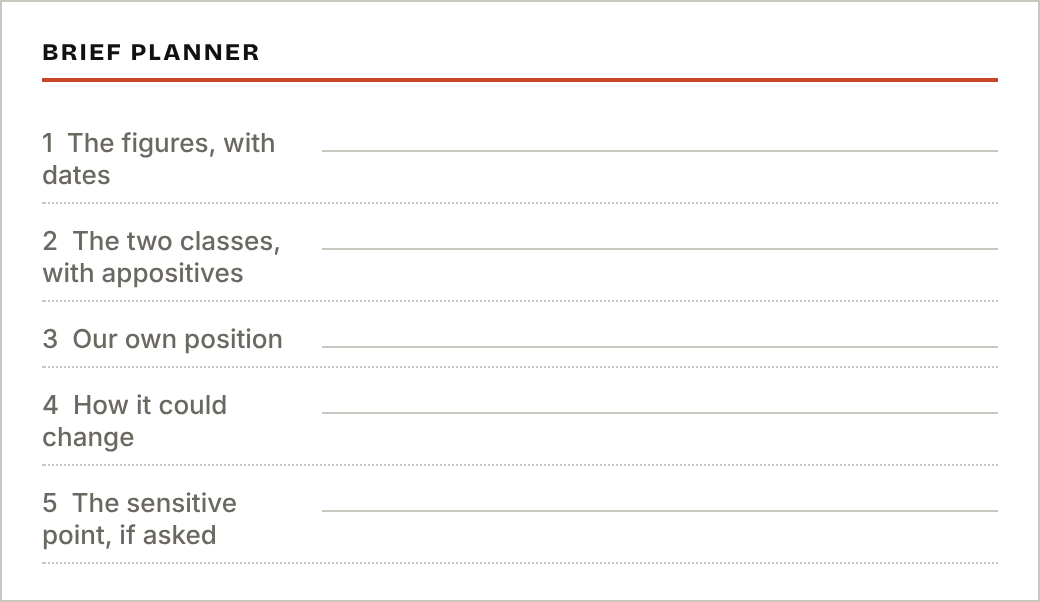 BRIEF PLANNER
1 The figures, with
dates
2 The two classes,
with appositives
3 Our own position
4 How it could
change
5 The sensitive
point, if asked